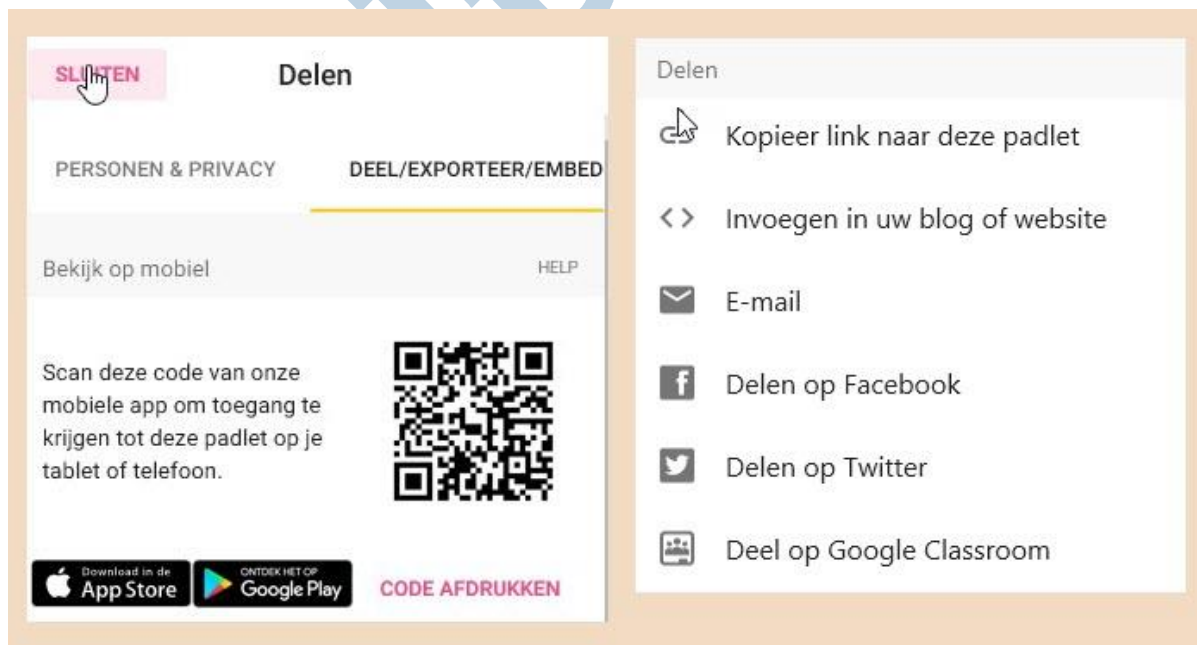 SLUITEN
Delen
PERSONEN & PRIVACY
DEEL/EXPORTEER/EMBED
Bekijk op mobiel
HELP
Scan deze code van onze
mobiele app om toegang te
krijgen tot deze padlet op je
tablet of telefoon.
Download in de
App Store
ONTDEK HET OP
Google Play
CODE AFDRUKKEN
Delen
Kopieer link naar deze padlet
Invoegen in uw blog of website
E-mail
Delen op Facebook
Delen op Twitter
Deel op Google Classroom